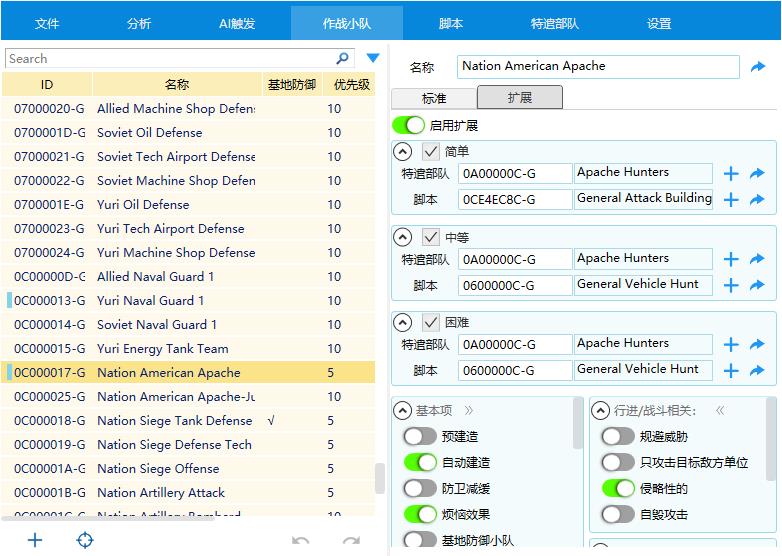 文件 分析 AI触发 作战小队 脚本 特遣部队 设置
Search
ID 名称 基地防御 优先级
07000020-G Allied Machine Shop Defens 10
0700001D-G Soviet Oil Defense 10
07000021-G Soviet Tech Airport Defense 10
07000022-G Soviet Machine Shop Defen 10
0700001E-G Yuri Oil Defense 10
07000023-G Yuri Tech Airport Defense 10
07000024-G Yuri Machine Shop Defense 10
0C00000D-G Allied Naval Guard 1 10
0C000013-G Yuri Naval Guard 1 10
0C000014-G Soviet Naval Guard 1 10
0C000015-G Yuri Energy Tank Team 10
0C000017-G Nation American Apache 5
0C000025-G Nation American Apache-Ju 10
0C000018-G Nation Siege Tank Defense √ 5
0C000019-G Nation Siege Defense Tech 5
0C00001A-G Nation Siege Offense 5
0C00001B-G Nation Artillery Attack 5
0C00001C-G Nation Artillery Bombard 10
名称 Nation American Apache
标准 扩展
启用扩展
简单
特遣部队 0A00000C-G Apache Hunters
脚本 0CE4EC8C-G General Attack Building
中等
特遣部队 0A00000C-G Apache Hunters
脚本 0600000C-G General Vehicle Hunt
困难
特遣部队 0A00000C-G Apache Hunters
脚本 0600000C-G General Vehicle Hunt
基本项 »
预建造
自动建造
防卫减缓
烦恼效果
基地防御小队
行进/战斗相关: «
规避威胁
只攻击目标敌方单位
侵略性的
自毁攻击